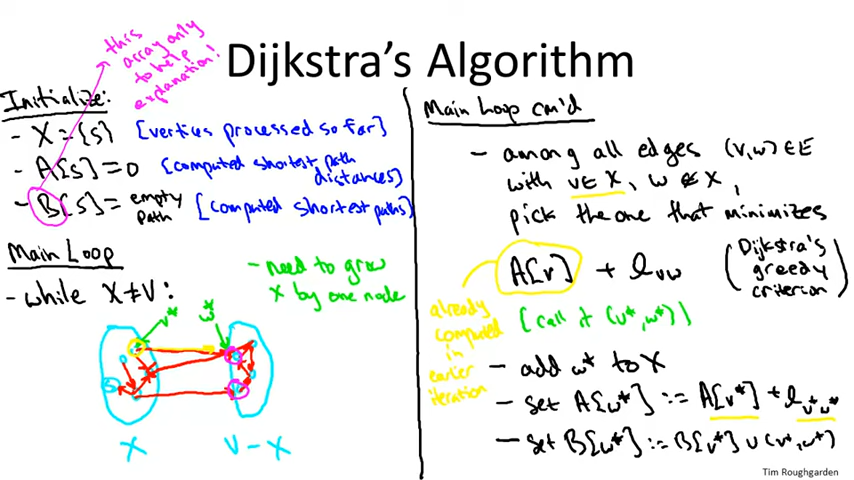 Dijkstra's Algorithm
this
array only
to help
explanation!
Initialize:
- X = {s} [vertices processed so far]
- A[s] = 0 [computed shortest path
distances]
- B[s] = empty path [computed shortest paths]
Main Loop
- while X ≠ V:
- need to grow
X by one node
v*
w*
s
X
V - X
Main Loop cnt'd
- among all edges (v,w) ∈ E
with v ∈ X, w ∉ X,
pick the one that minimizes
A[v] + l_vw
(Dijkstra's
greedy
criterion)
already
computed
in
earlier
iteration
[call it (v*, w*)]
- add w* to X
- set A[w*] := A[v*] + l_v*w*
- set B[w*] := B[v*] ∪ (v*, w*)
Tim Roughgarden